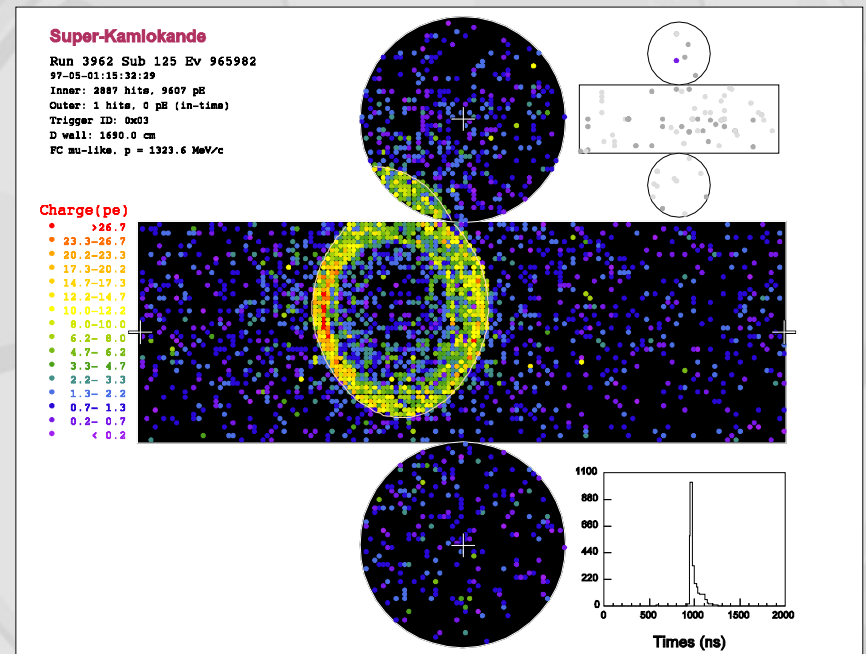 Super-Kamiokande
Run 3962 Sub 125 Ev 965982
97-05-01:15:32:29
Inner: 2887 hits, 9607 pE
Outer: 1 hits, 0 pE (in-time)
Trigger ID: 0x03
D wall: 1690.0 cm
FC mu-like, p = 1323.6 MeV/c
Charge(pe)
>26.7
23.3-26.7
20.2-23.3
17.3-20.2
14.7-17.3
12.2-14.7
10.0-12.2
8.0-10.0
6.2- 8.0
4.7- 6.2
3.3- 4.7
2.2- 3.3
1.3- 2.2
0.7- 1.3
0.2- 0.7
< 0.2
1100
880
660
440
220
0
0 500 1000 1500 2000
Times (ns)